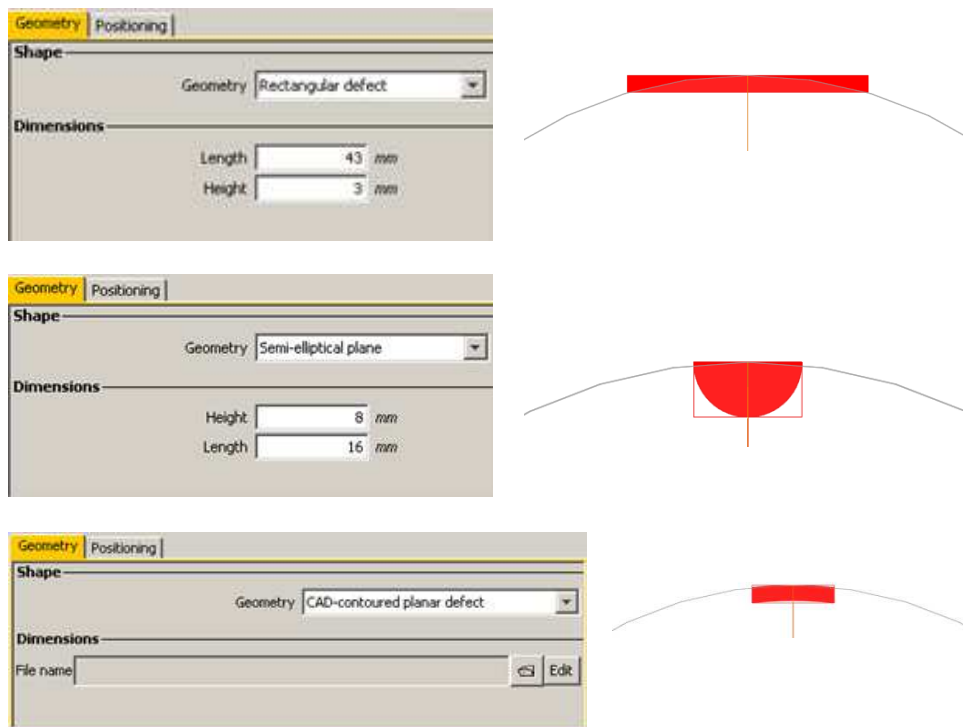 Geometry Positioning
Shape
Geometry Rectangular defect
Dimensions
Length 43 mm
Height 3 mm
Geometry Positioning
Shape
Geometry Semi-elliptical plane
Dimensions
Height 8 mm
Length 16 mm
Geometry Positioning
Shape
Geometry CAD-contoured planar defect
Dimensions
File name Edit